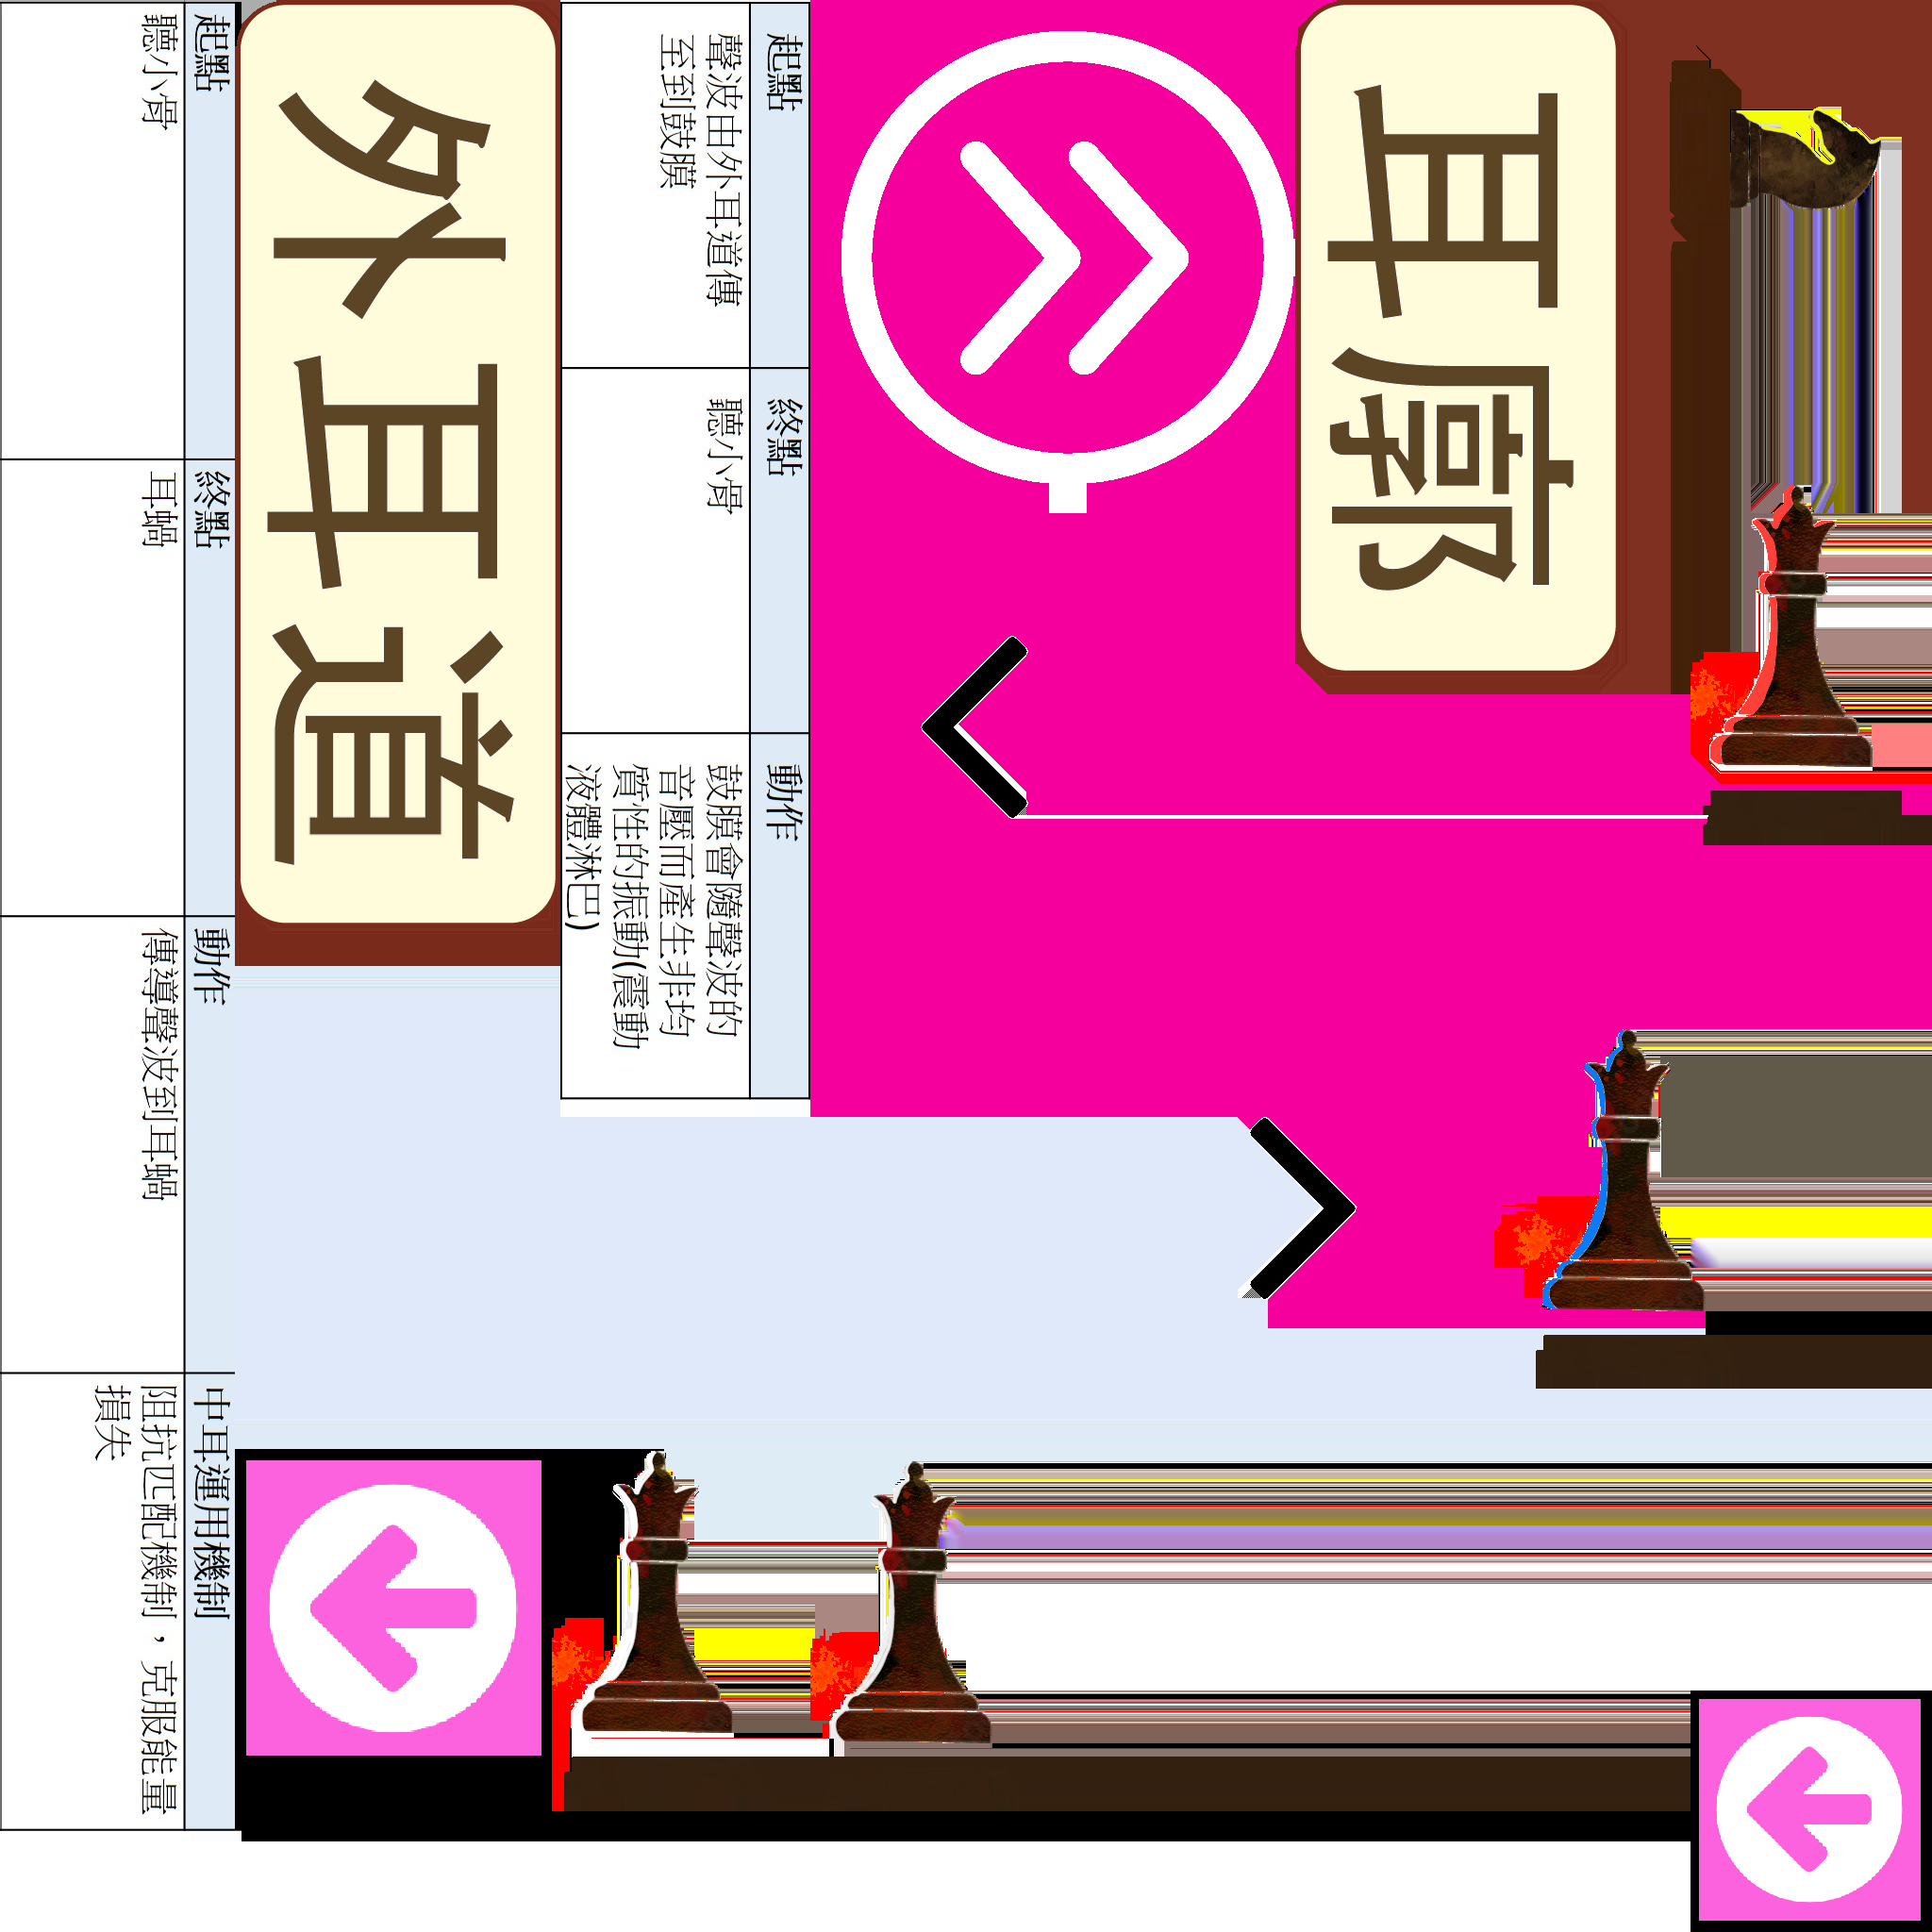 耳廓
起點
終點
動作
聲波由外耳道傳
至到鼓膜
聽小骨
鼓膜會隨聲波的
音壓而產生非均
質性的振動(震動
液體淋巴)
外耳道
起點
終點
動作
中耳運用機制
聽小骨
耳蝸
傳導聲波到耳蝸
阻抗匹配機制，克服能量
損失